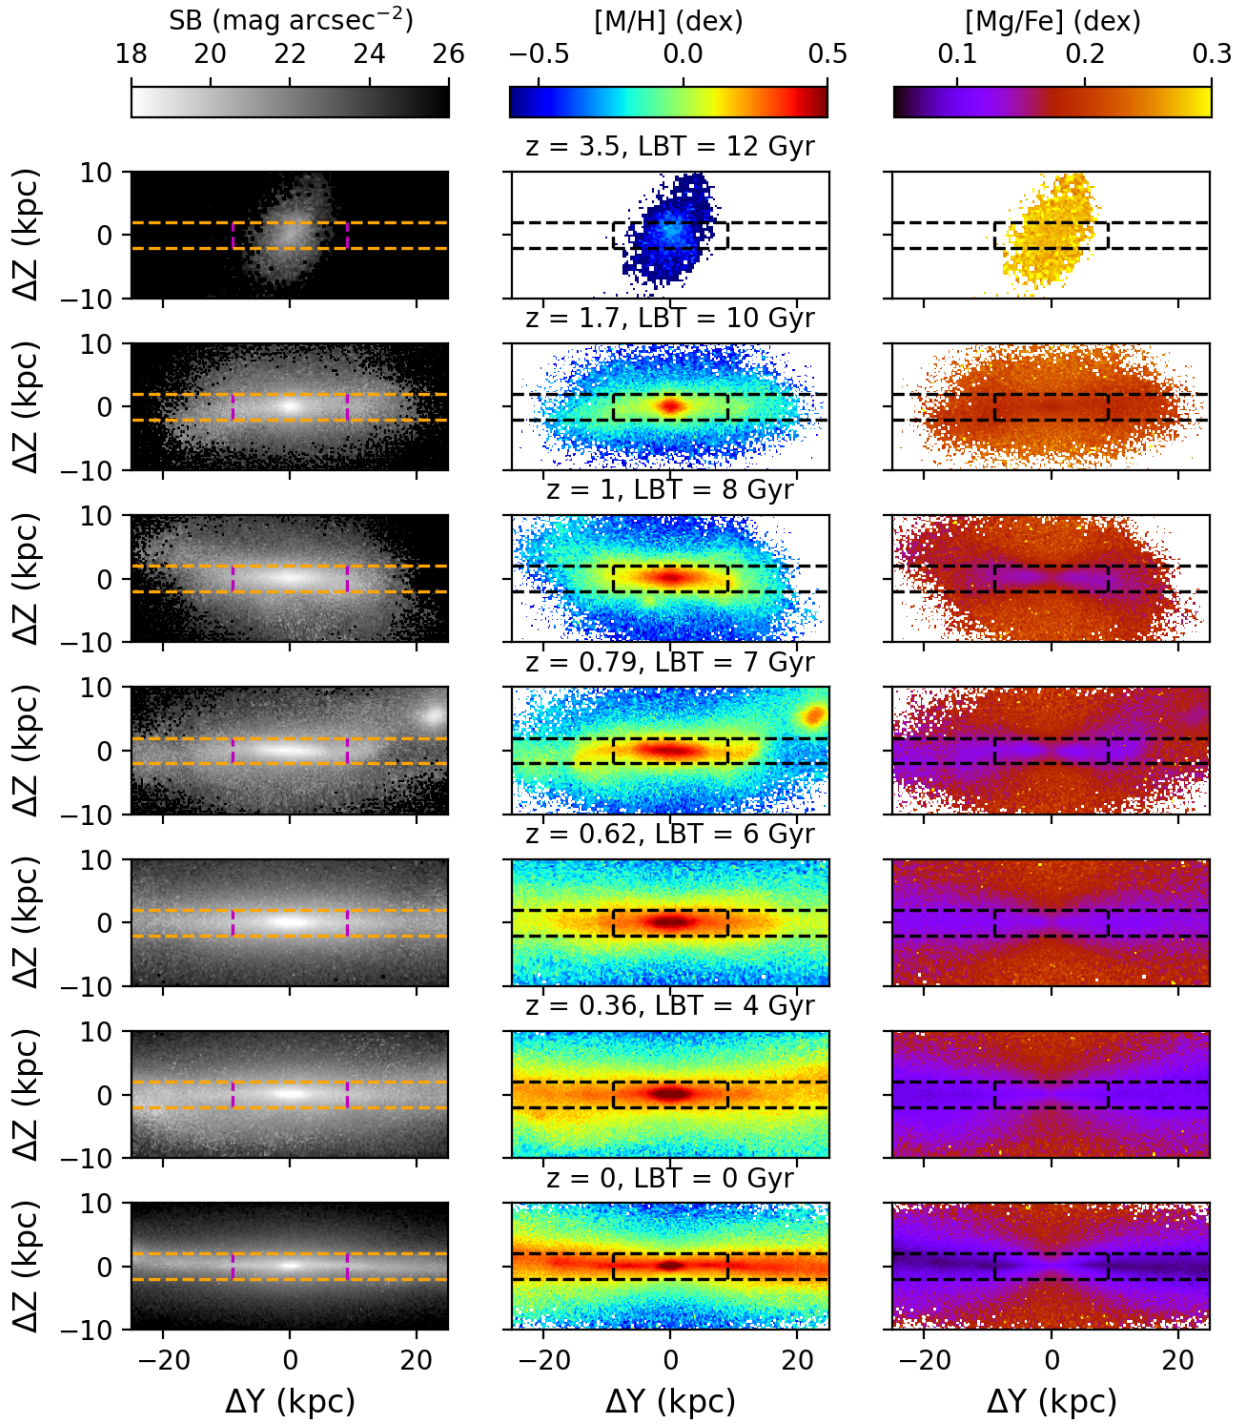 SB (mag arcsec⁻²) [M/H] (dex) [Mg/Fe] (dex)
18 20 22 24 26 −0.5 0.0 0.5 0.1 0.2 0.3
z = 3.5, LBT = 12 Gyr
10
ΔZ (kpc) 0
−10
z = 1.7, LBT = 10 Gyr
10
ΔZ (kpc) 0
−10
z = 1, LBT = 8 Gyr
10
ΔZ (kpc) 0
−10
z = 0.79, LBT = 7 Gyr
10
ΔZ (kpc) 0
−10
z = 0.62, LBT = 6 Gyr
10
ΔZ (kpc) 0
−10
z = 0.36, LBT = 4 Gyr
10
ΔZ (kpc) 0
−10
z = 0, LBT = 0 Gyr
10
ΔZ (kpc) 0
−10
−20 0 20 −20 0 20 −20 0 20
ΔY (kpc) ΔY (kpc) ΔY (kpc)